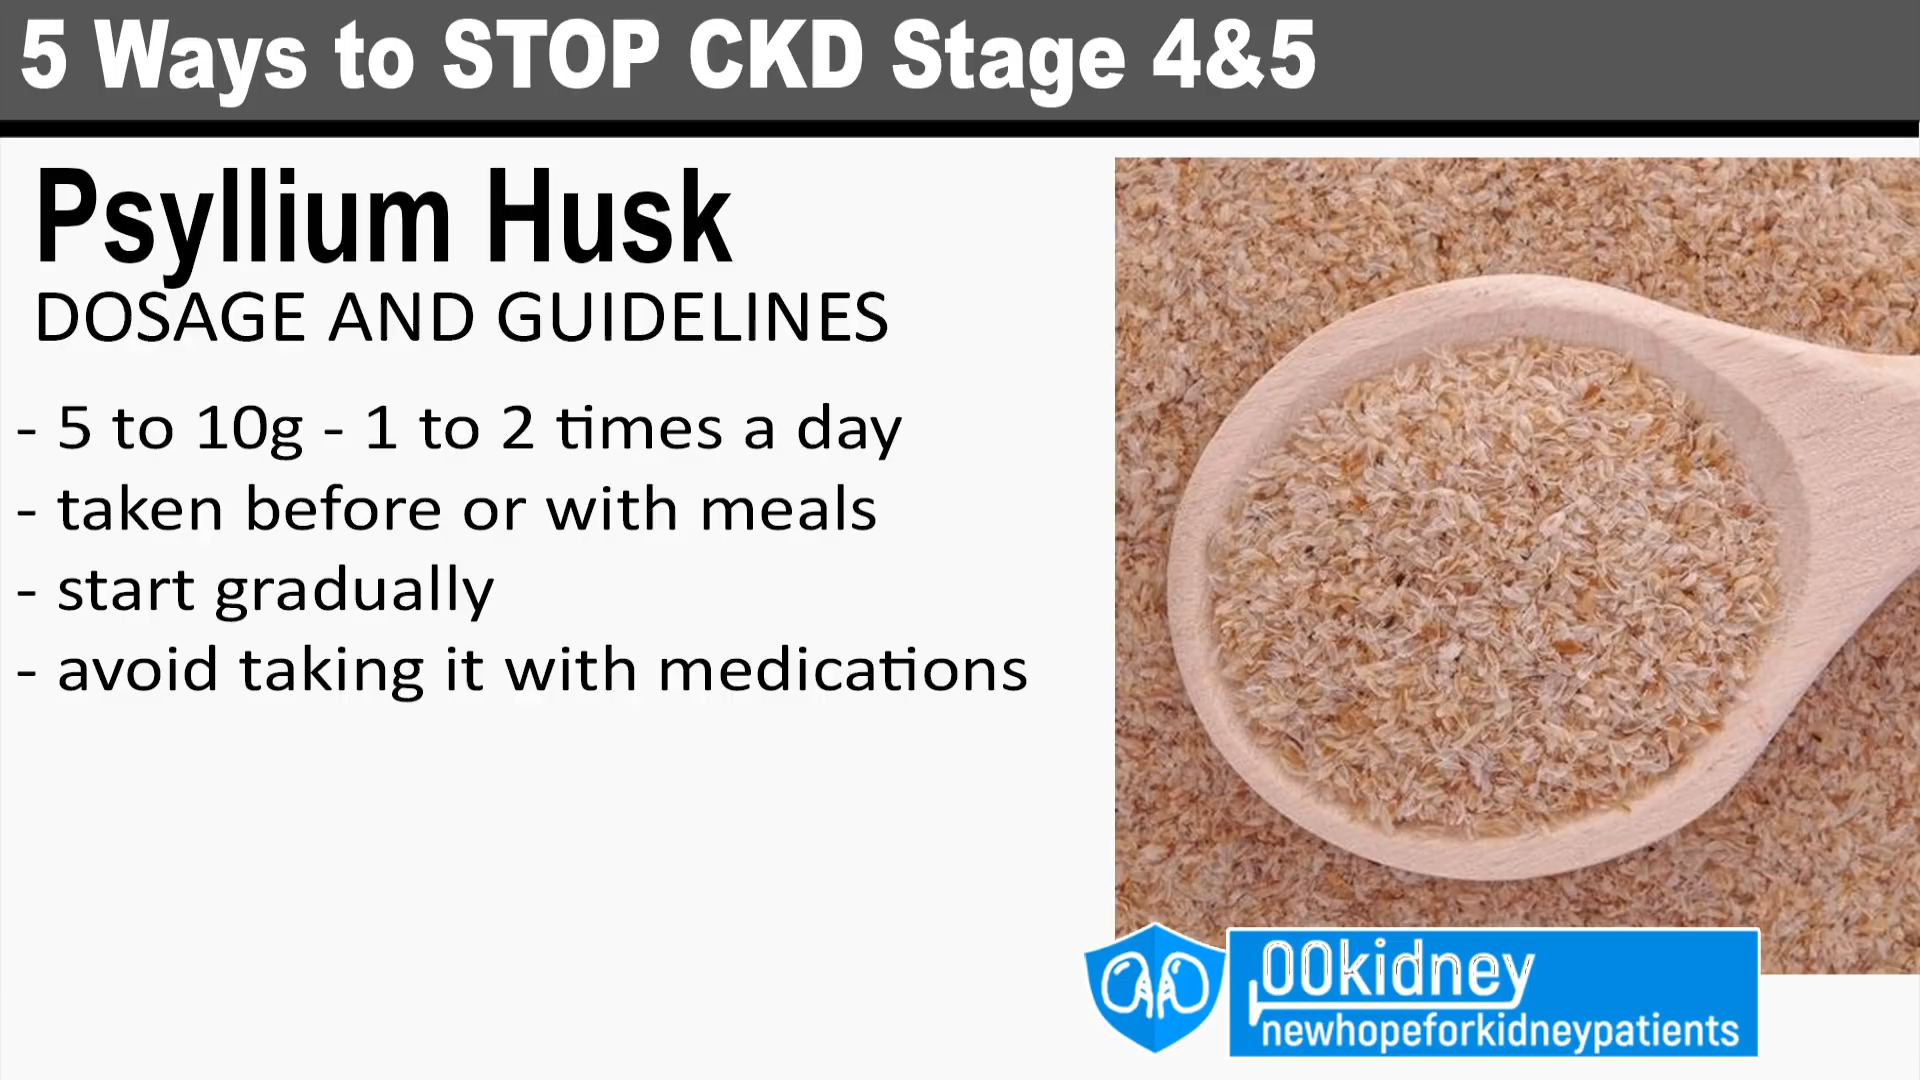 5 Ways to STOP CKD Stage 4&5
Psyllium Husk
DOSAGE AND GUIDELINES
- 5 to 10g - 1 to 2 times a day
- taken before or with meals
- start gradually
- avoid taking it with medications
00kidney
newhopeforkidneypatients